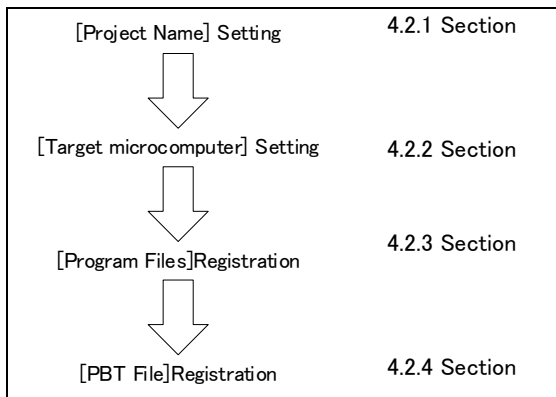 [Project Name] Setting 4.2.1 Section
[Target microcomputer] Setting 4.2.2 Section
[Program Files]Registration 4.2.3 Section
[PBT File]Registration 4.2.4 Section